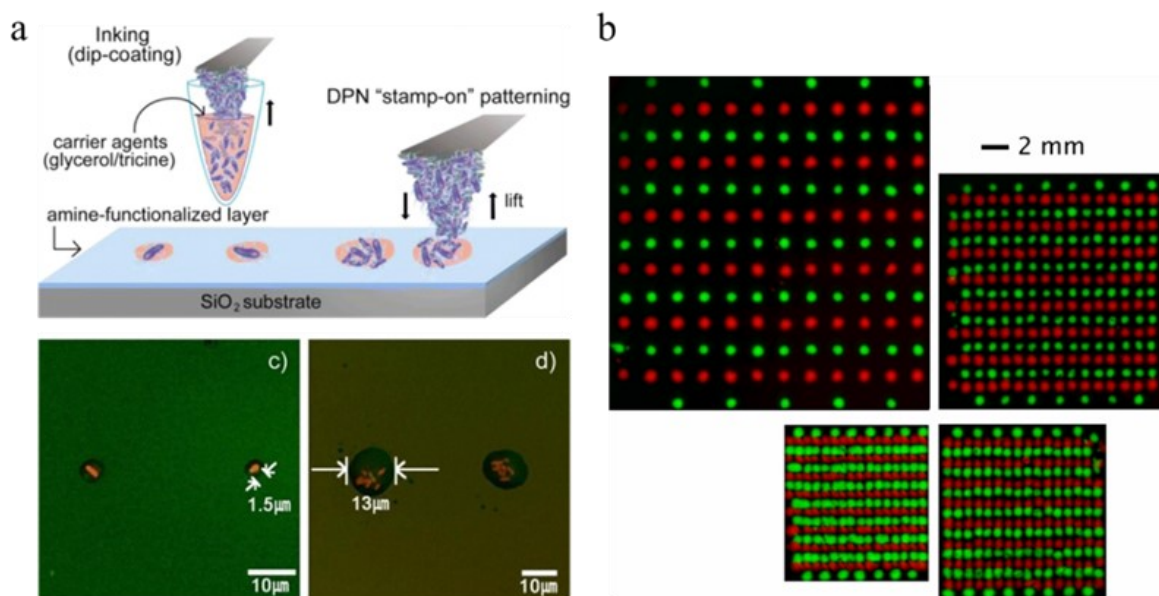 a
Inking
(dip-coating)
carrier agents
(glycerol/tricine)
DPN “stamp-on” patterning
lift
amine-functionalized layer
SiO₂ substrate
c)
1.5μm
10μm
d)
13μm
10μm
b
2 mm